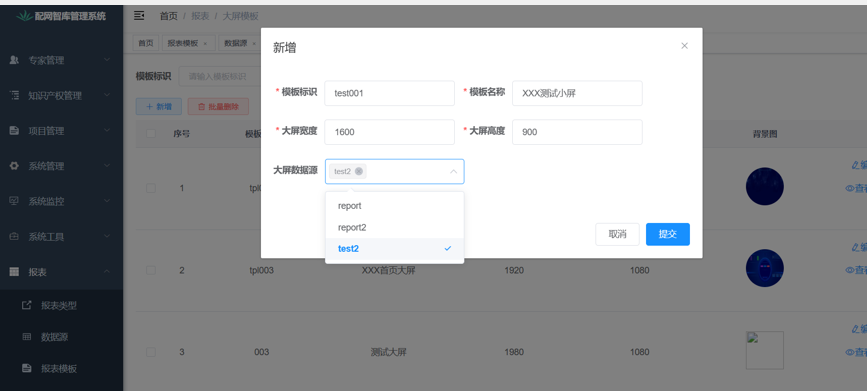 配网智库管理系统
首页 / 报表 / 大屏模板
专家管理
知识产权管理
项目管理
系统管理
系统监控
系统工具
报表
报表类型
数据源
报表模板
首页 报表模板 × 数据源 ×
模板标识 请输入模板标识
+ 新增 批量删除
序号 模板 背景图
新增 ×
* 模板标识 test001 * 模板名称 XXX测试小屏
* 大屏宽度 1600 * 大屏高度 900
大屏数据源 test2
report
report2
test2
取消 提交
1
2 tpl003 XXX首页大屏 1920 1080
3 003 测试大屏 1980 1080